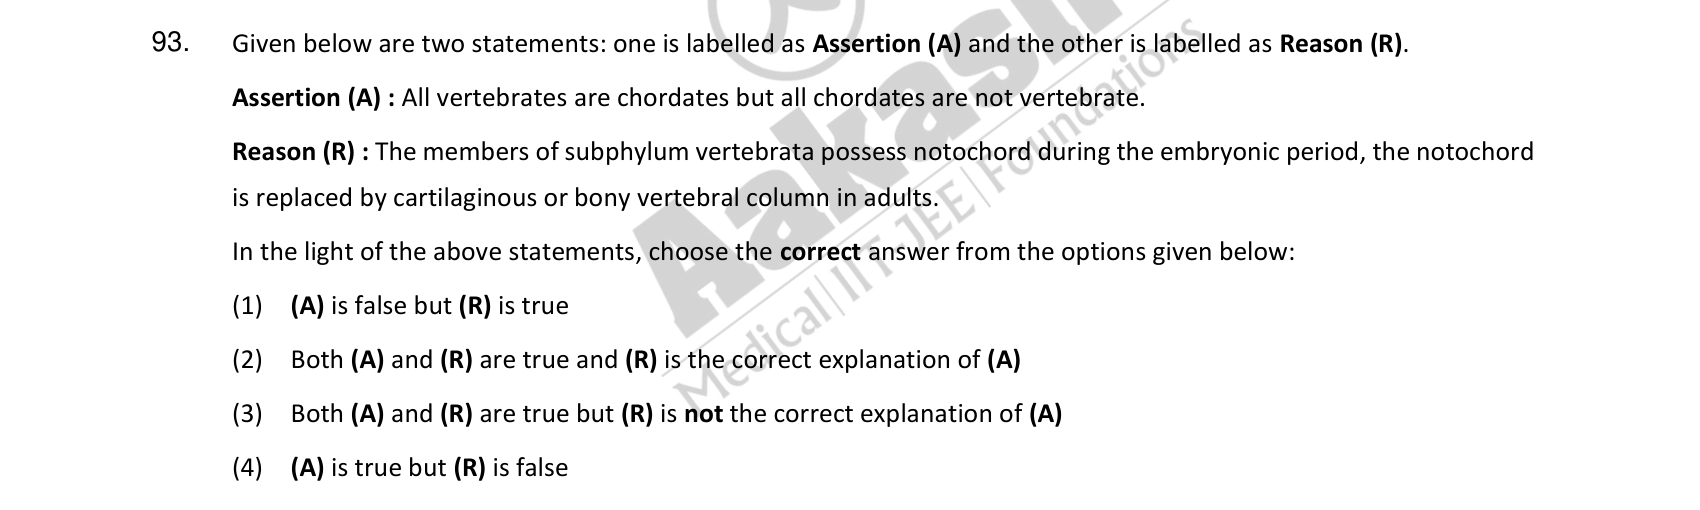 93. Given below are two statements: one is labelled as Assertion (A) and the other is labelled as Reason (R).
Assertion (A) : All vertebrates are chordates but all chordates are not vertebrate.
Reason (R) : The members of subphylum vertebrata possess notochord during the embryonic period, the notochord
is replaced by cartilaginous or bony vertebral column in adults.
In the light of the above statements, choose the correct answer from the options given below:
(1) (A) is false but (R) is true
(2) Both (A) and (R) are true and (R) is the correct explanation of (A)
(3) Both (A) and (R) are true but (R) is not the correct explanation of (A)
(4) (A) is true but (R) is false
Aakash
Medical|IIT-JEE|Foundations